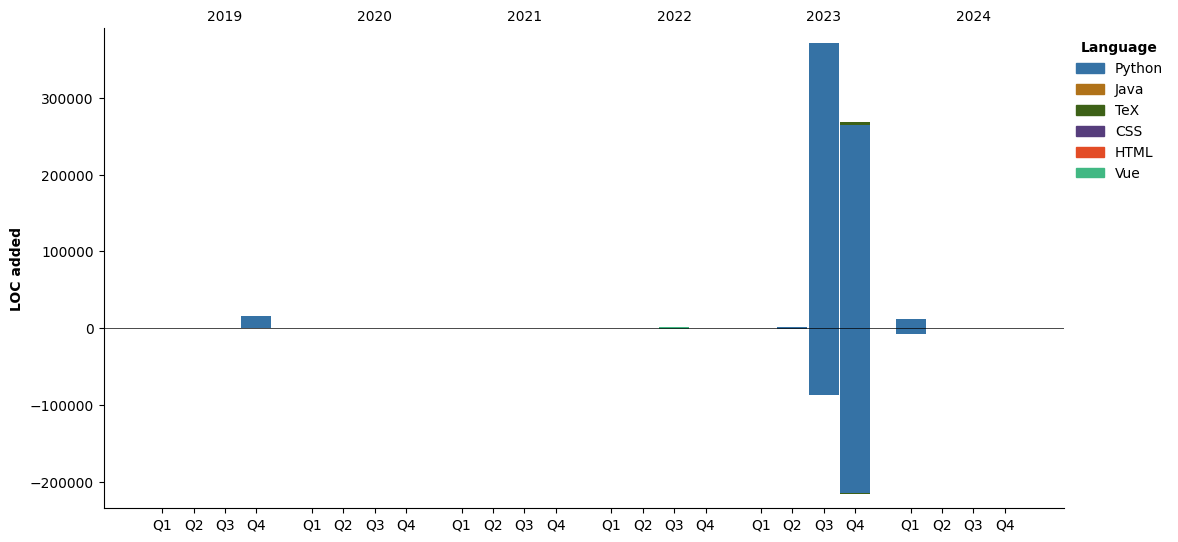 2019 2020 2021 2022 2023 2024
Language
Python
Java
TeX
CSS
HTML
Vue
LOC added
300000
200000
100000
0
−100000
−200000
Q1 Q2 Q3 Q4 Q1 Q2 Q3 Q4 Q1 Q2 Q3 Q4 Q1 Q2 Q3 Q4 Q1 Q2 Q3 Q4 Q1 Q2 Q3 Q4